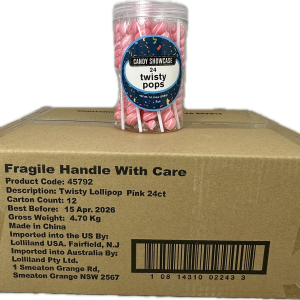 CANDY SHOWCASE
24
twisty
pops
Fragile Handle With Care
Product Code: 45792
Description: Twisty Lollipop Pink 24ct
Carton Count: 12
Best Before: 15 Apr. 2026
Gross Weight: 4.70 Kg
Made in China
Imported into the US By:
Lolliland USA. Fairfield, N.J
Imported into Australia By:
Lolliland Pty Ltd.
1 Smeaton Grange Rd,
Smeaton Grange NSW 2567
1 08 14310 02243 3